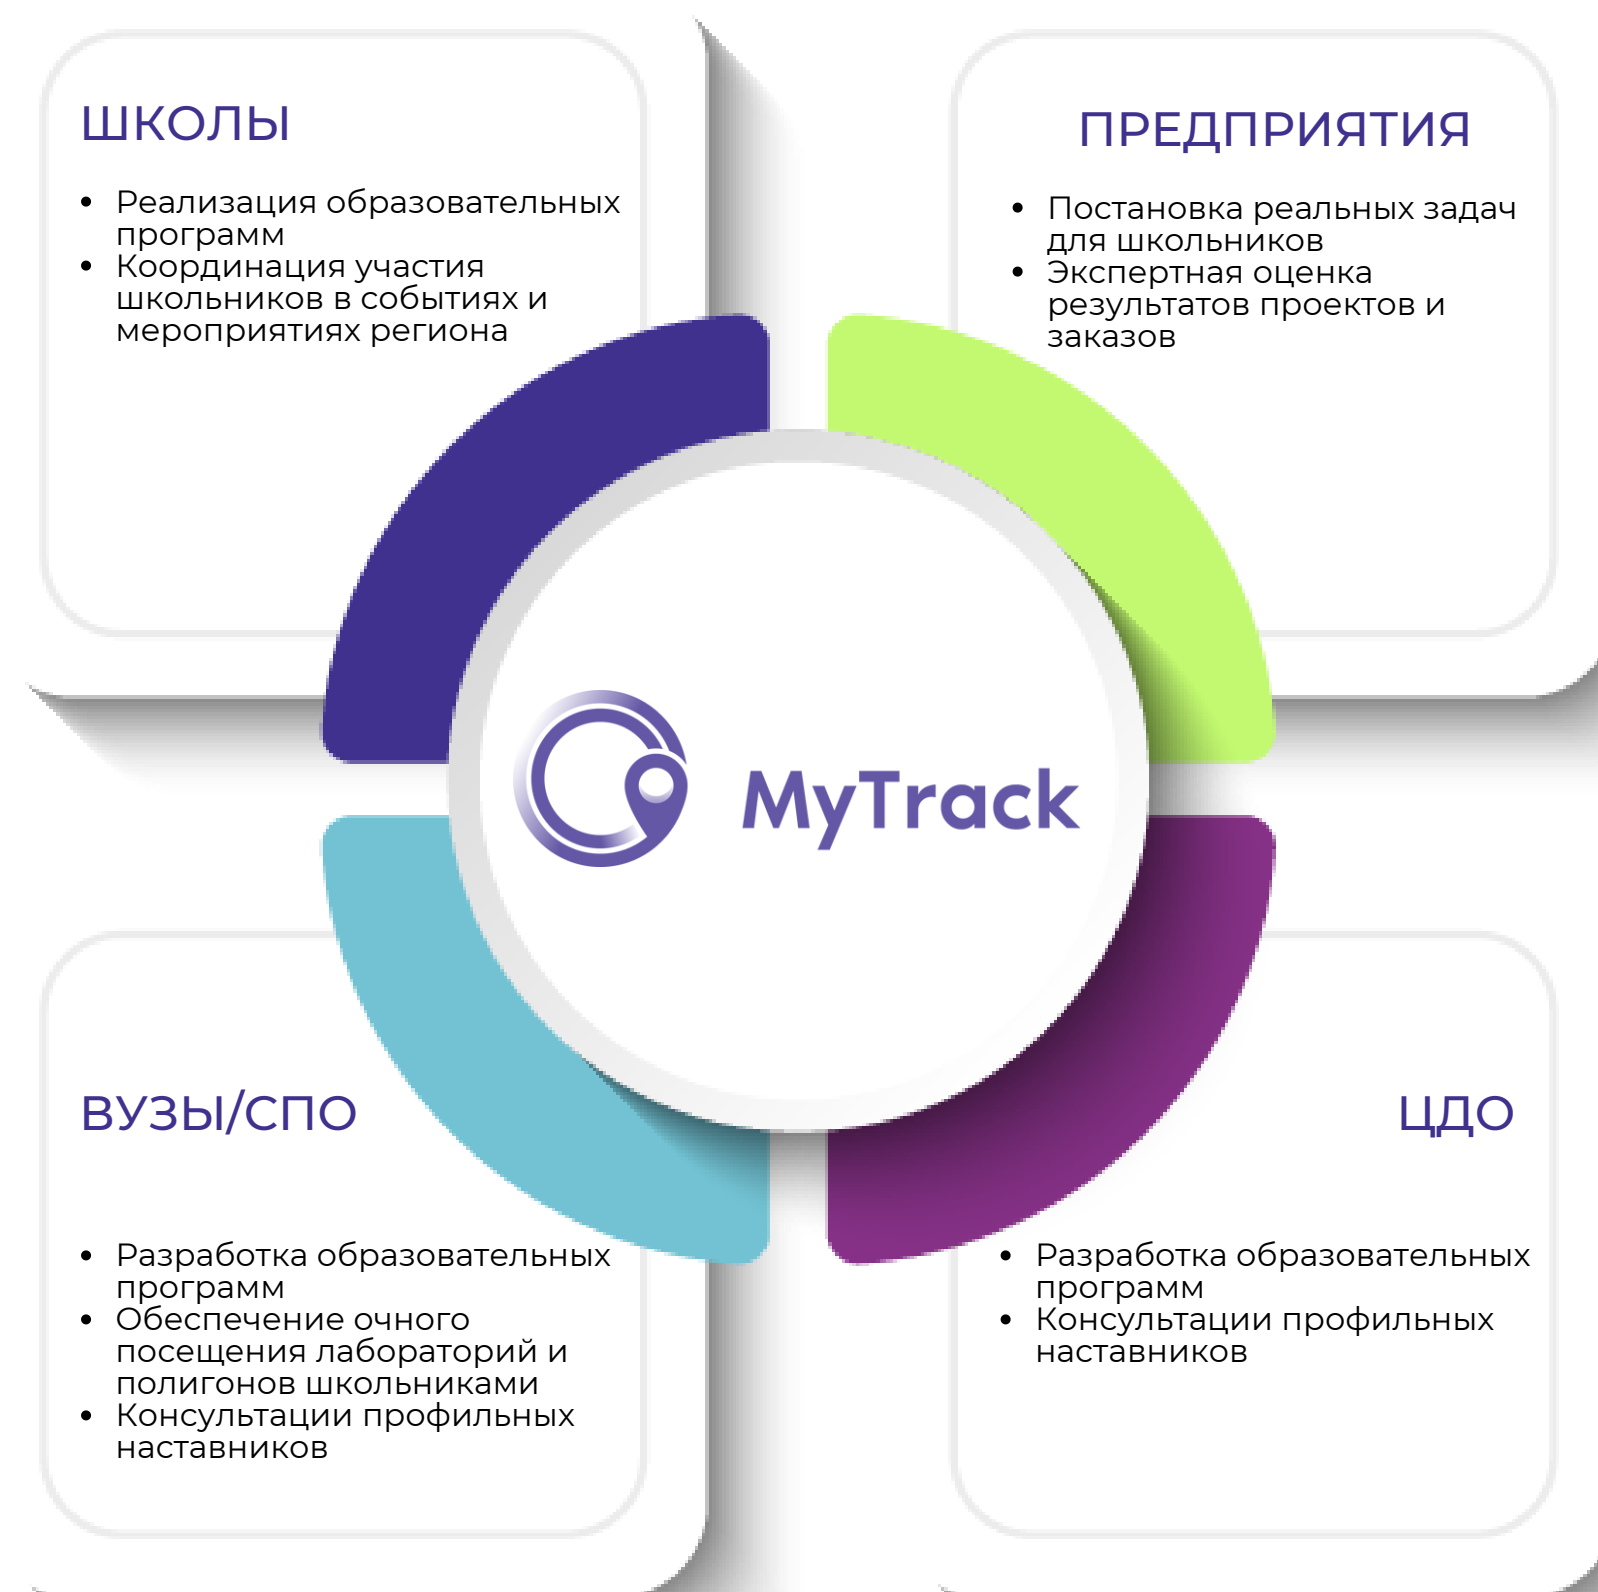 ШКОЛЫ
• Реализация образовательных
программ
• Координация участия
школьников в событиях и
мероприятиях региона
ПРЕДПРИЯТИЯ
• Постановка реальных задач
для школьников
• Экспертная оценка
результатов проектов и
заказов
MyTrack
ВУЗЫ/СПО
• Разработка образовательных
программ
• Обеспечение очного
посещения лабораторий и
полигонов школьниками
• Консультации профильных
наставников
ЦДО
• Разработка образовательных
программ
• Консультации профильных
наставников